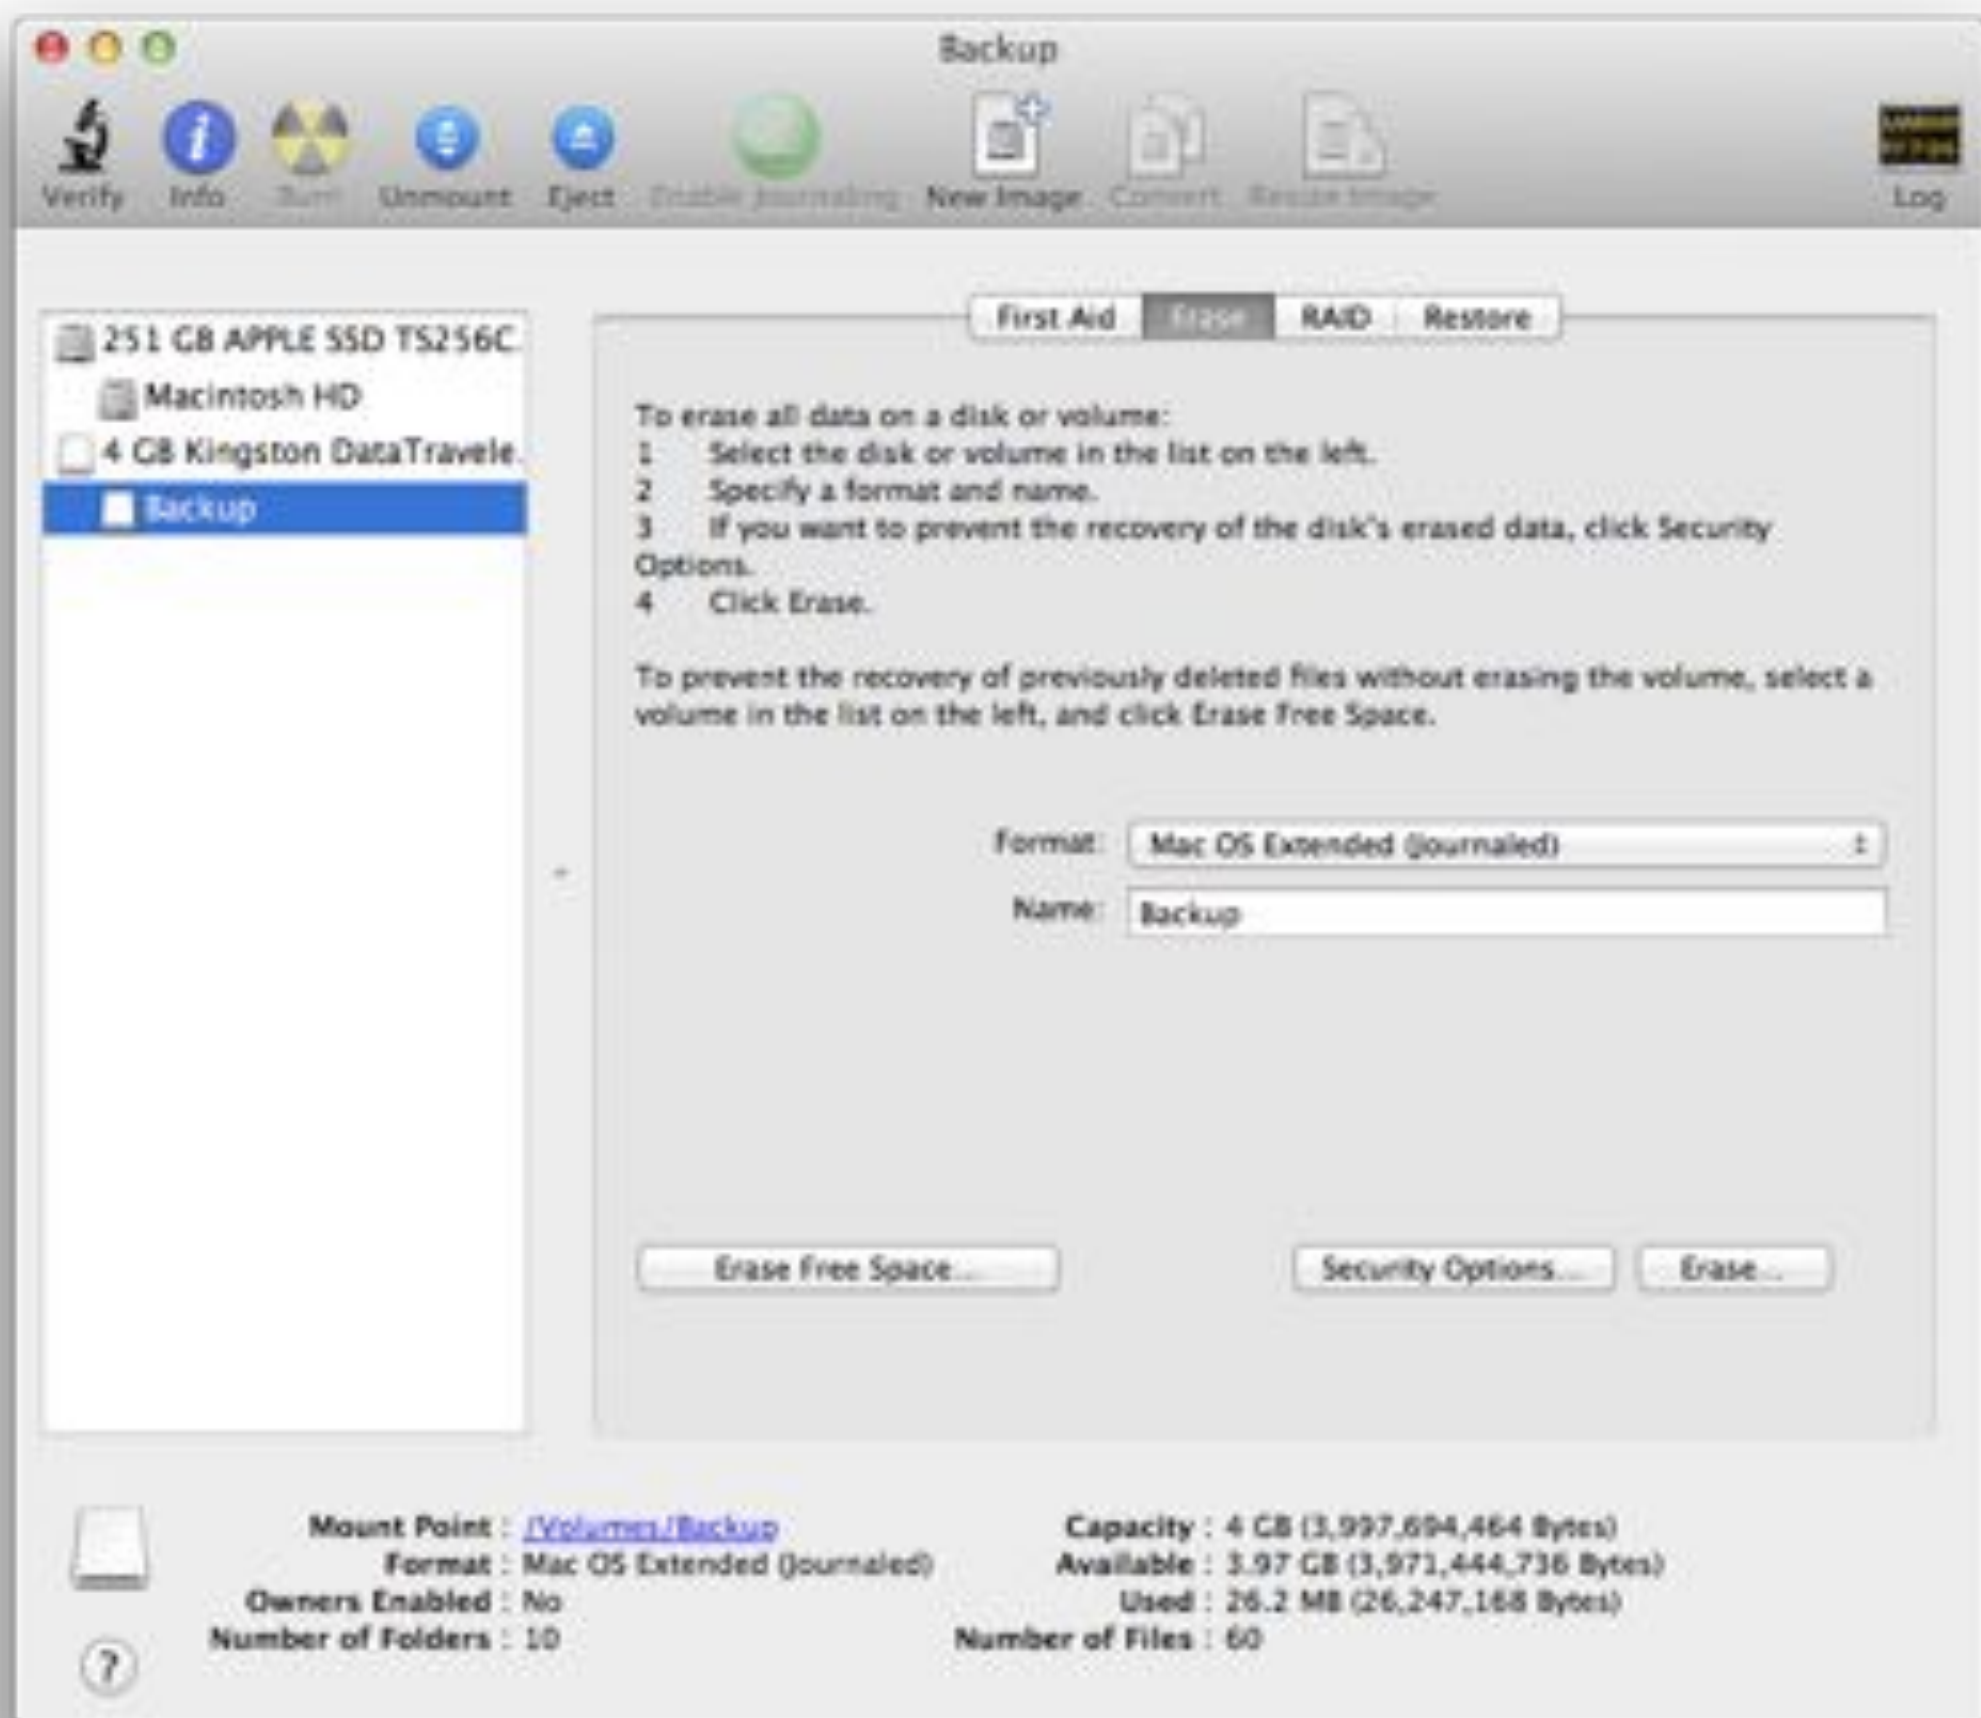 Backup
Verify Info Burn Unmount Eject Enable Journaling New Image Convert Resize Image Log
First Aid Erase RAID Restore
251 GB APPLE SSD TS256C
Macintosh HD
4 GB Kingston DataTravele
Backup
To erase all data on a disk or volume:
1 Select the disk or volume in the list on the left.
2 Specify a format and name.
3 If you want to prevent the recovery of the disk's erased data, click Security
Options.
4 Click Erase.
To prevent the recovery of previously deleted files without erasing the volume, select a
volume in the list on the left, and click Erase Free Space.
Format: Mac OS Extended (Journaled)
Name: Backup
Erase Free Space... Security Options... Erase...
Mount Point : /Volumes/Backup
Format : Mac OS Extended (Journaled)
Owners Enabled : No
Number of Folders : 10
Capacity : 4 GB (3,997,694,464 Bytes)
Available : 3.97 GB (3,971,444,736 Bytes)
Used : 26.2 MB (26,247,168 Bytes)
Number of Files : 60
?